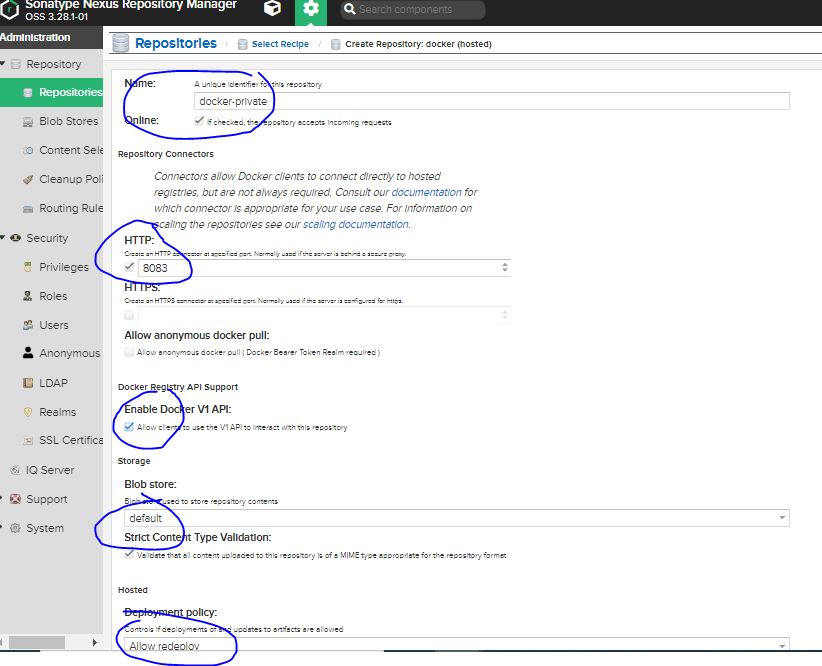 Sonatype Nexus Repository Manager
OSS 3.28.1-01
Search components
Administration
Repositories / Select Recipe / Create Repository: docker (hosted)
Repository
Repositories
Blob Stores
Content Sele
Cleanup Poli
Routing Rule
Security
Privileges
Roles
Users
Anonymous
LDAP
Realms
SSL Certifica
IQ Server
Support
System
Name: A unique identifier for this repository
docker-private
Online: If checked, the repository accepts incoming requests
Repository Connectors
Connectors allow Docker clients to connect directly to hosted
registries, but are not always required. Consult our documentation for
which connector is appropriate for your use case. For information on
scaling the repositories see our scaling documentation.
HTTP:
Create an HTTP connector at specified port. Normally used if the server is behind a secure proxy.
8083
HTTPS:
Create an HTTPS connector at specified port. Normally used if the server is configured for https.
Allow anonymous docker pull:
Allow anonymous docker pull ( Docker Bearer Token Realm required )
Docker Registry API Support
Enable Docker V1 API:
Allow clients to use the V1 API to interact with this repository
Storage
Blob store:
Blob store used to store repository contents
default
Strict Content Type Validation:
Validate that all content uploaded to this repository is of a MIME type appropriate for the repository format
Hosted
Deployment policy:
Controls if deployments of and updates to artifacts are allowed
Allow redeploy